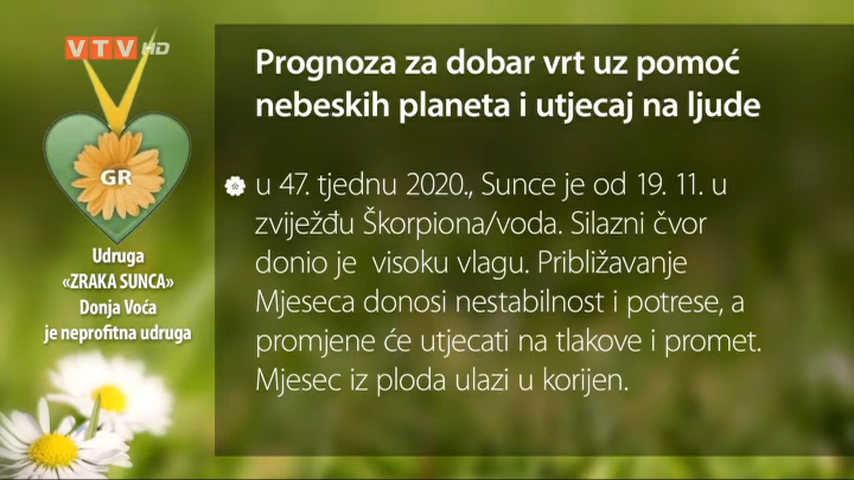 VTV HD
GR
Udruga
«ZRAKA SUNCA»
Donja Voća
je neprofitna udruga
Prognoza za dobar vrt uz pomoć
nebeskih planeta i utjecaj na ljude
u 47. tjednu 2020., Sunce je od 19. 11. u
zviježđu Škorpiona/voda. Silazni čvor
donio je  visoku vlagu. Približavanje
Mjeseca donosi nestabilnost i potrese, a
promjene će utjecati na tlakove i promet.
Mjesec iz ploda ulazi u korijen.